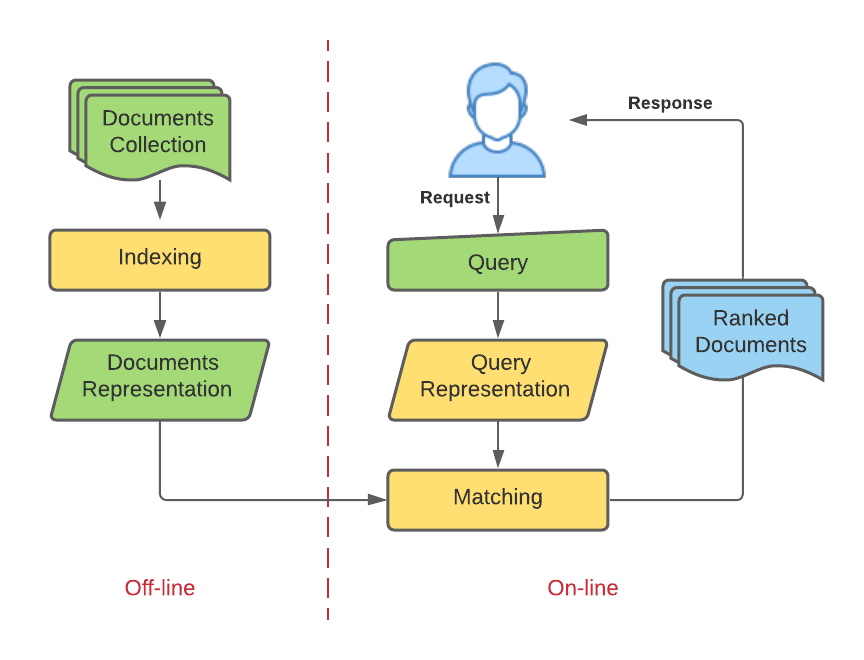 Documents
Collection
Indexing
Documents
Representation
Off-line
Request
Query
Query
Representation
Matching
Response
Ranked
Documents
On-line